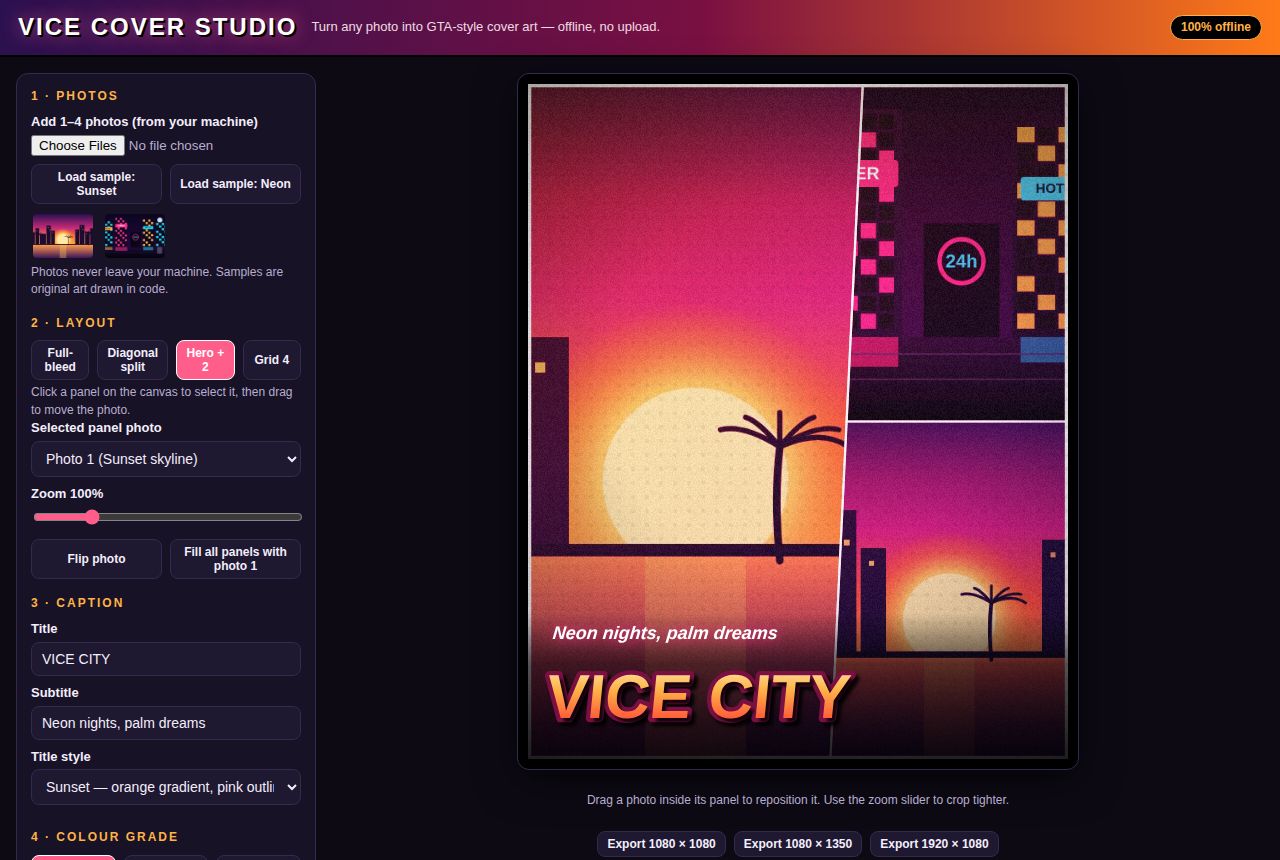 VICE COVER STUDIO
Turn any photo into GTA-style cover art — offline, no upload.
100% offline
1 · PHOTOS
Add 1–4 photos (from your machine)
Choose Files No file chosen
Load sample:
Sunset
Load sample: Neon
Photos never leave your machine. Samples are
original art drawn in code.
2 · LAYOUT
Full-
bleed
Diagonal
split
Hero +
2
Grid 4
Click a panel on the canvas to select it, then drag
to move the photo.
Selected panel photo
Photo 1 (Sunset skyline)
Zoom 100%
Flip photo
Fill all panels with
photo 1
3 · CAPTION
Title
VICE CITY
Subtitle
Neon nights, palm dreams
Title style
Sunset — orange gradient, pink outli
4 · COLOUR GRADE
ER
HOT
24h
Neon nights, palm dreams
VICE CITY
Drag a photo inside its panel to reposition it. Use the zoom slider to crop tighter.
Export 1080 × 1080
Export 1080 × 1350
Export 1920 × 1080